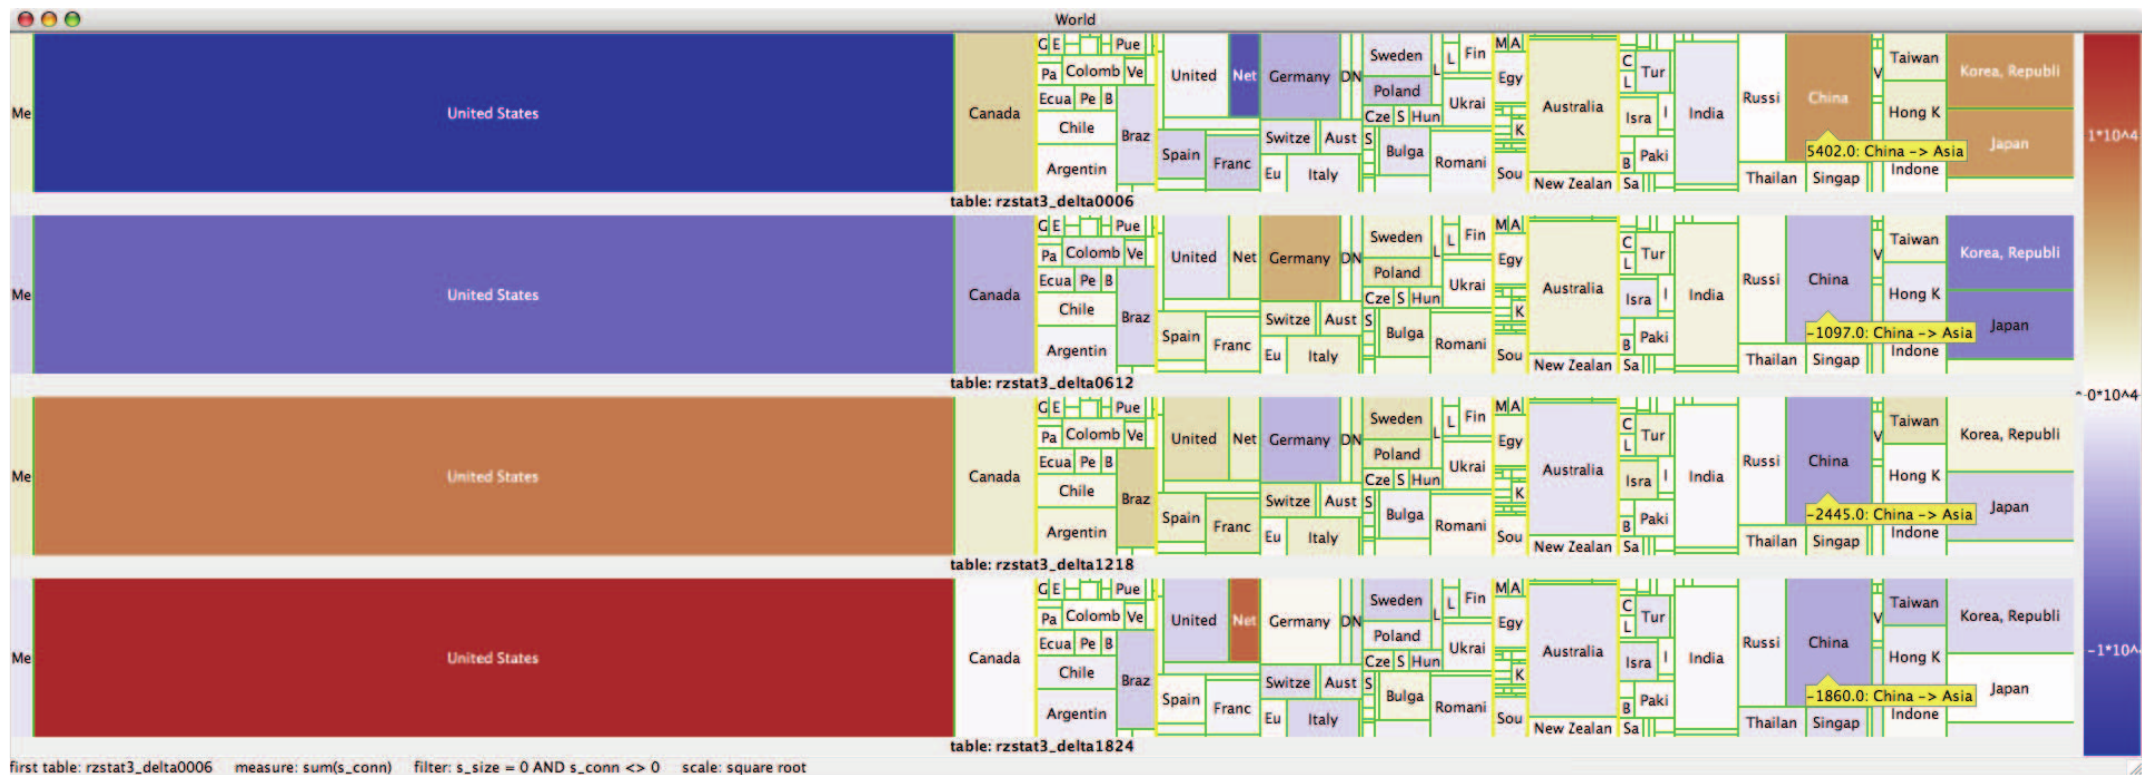 World
Me United States Canada G E Pue Pa Colomb Ve Ecua Pe B Chile Braz Argentin United Net Germany DN Spain Franc Switze Aust S Eu Italy Sweden L L Fin Poland Cze S Hun Ukrai Bulga Romani M A Egy K Sou Australia New Zealan C L Tur Isra I B Paki Sa India Russi China Thailan Singap V Taiwan Hong K Indone Korea, Republi Japan
5402.0: China -> Asia
1*10^4
table: rzstat3_delta0006
Me United States Canada G E Pue Pa Colomb Ve Ecua Pe B Chile Braz Argentin United Net Germany DN Spain Franc Switze Aust S Eu Italy Sweden L L Fin Poland Cze S Hun Ukrai Bulga Romani M A Egy K Sou Australia New Zealan C L Tur Isra I B Paki Sa India Russi China Thailan Singap V Taiwan Hong K Indone Korea, Republi Japan
-1097.0: China -> Asia
table: rzstat3_delta0612
0*10^4
Me United States Canada G E Pue Pa Colomb Ve Ecua Pe B Chile Braz Argentin United Net Germany DN Spain Franc Switze Aust S Eu Italy Sweden L L Fin Poland Cze S Hun Ukrai Bulga Romani M A Egy K Sou Australia New Zealan C L Tur Isra I B Paki Sa India Russi China Thailan Singap V Taiwan Hong K Indone Korea, Republi Japan
-2445.0: China -> Asia
table: rzstat3_delta1218
Me United States Canada G E Pue Pa Colomb Ve Ecua Pe B Chile Braz Argentin United Net Germany DN Spain Franc Switze Aust S Eu Italy Sweden L L Fin Poland Cze S Hun Ukrai Bulga Romani M A Egy K Sou Australia New Zealan C L Tur Isra I B Paki Sa India Russi China Thailan Singap V Taiwan Hong K Indone Korea, Republi Japan
-1860.0: China -> Asia
-1*10^
table: rzstat3_delta1824
first table: rzstat3_delta0006 measure: sum(s_conn) filter: s_size = 0 AND s_conn <> 0 scale: square root